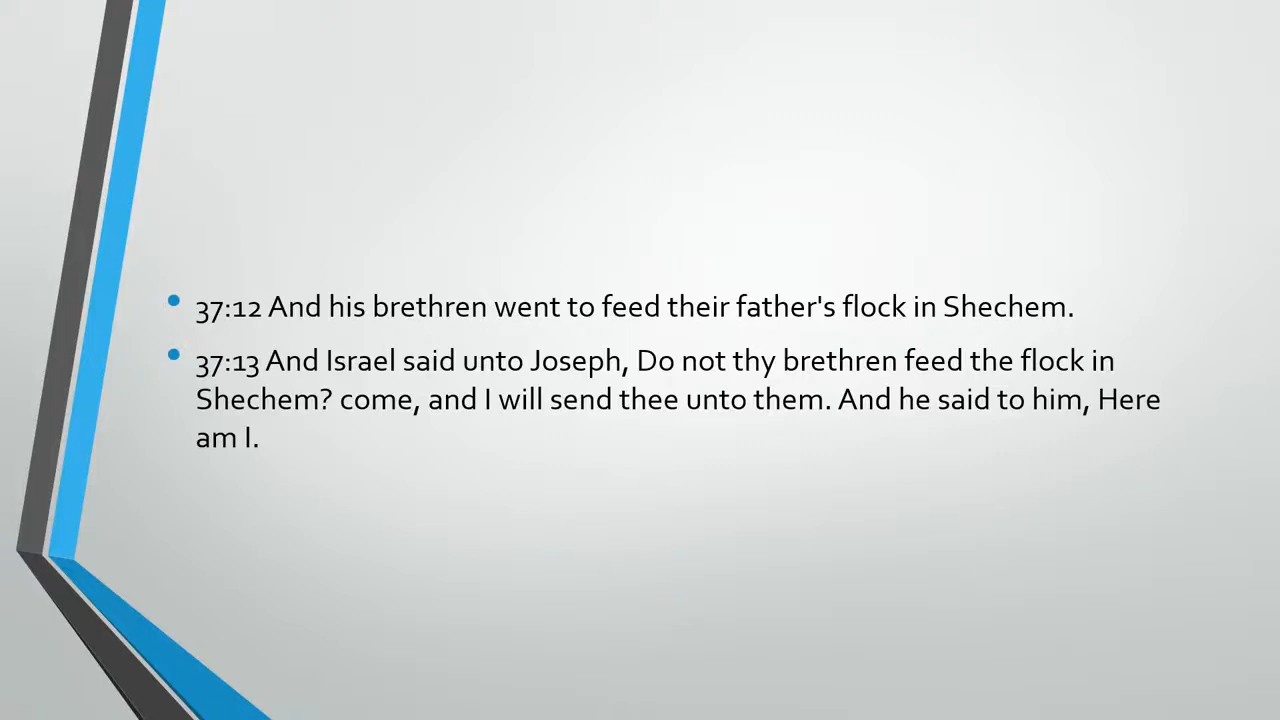 • 37:12 And his brethren went to feed their father's flock in Shechem.
• 37:13 And Israel said unto Joseph, Do not thy brethren feed the flock in
Shechem? come, and I will send thee unto them. And he said to him, Here
am I.